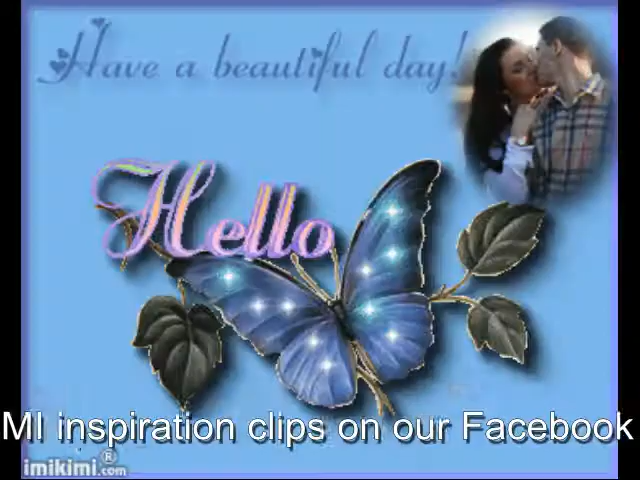 Have a beautiful day!
Hello
MI inspiration clips on our Facebook
imikimi.com®